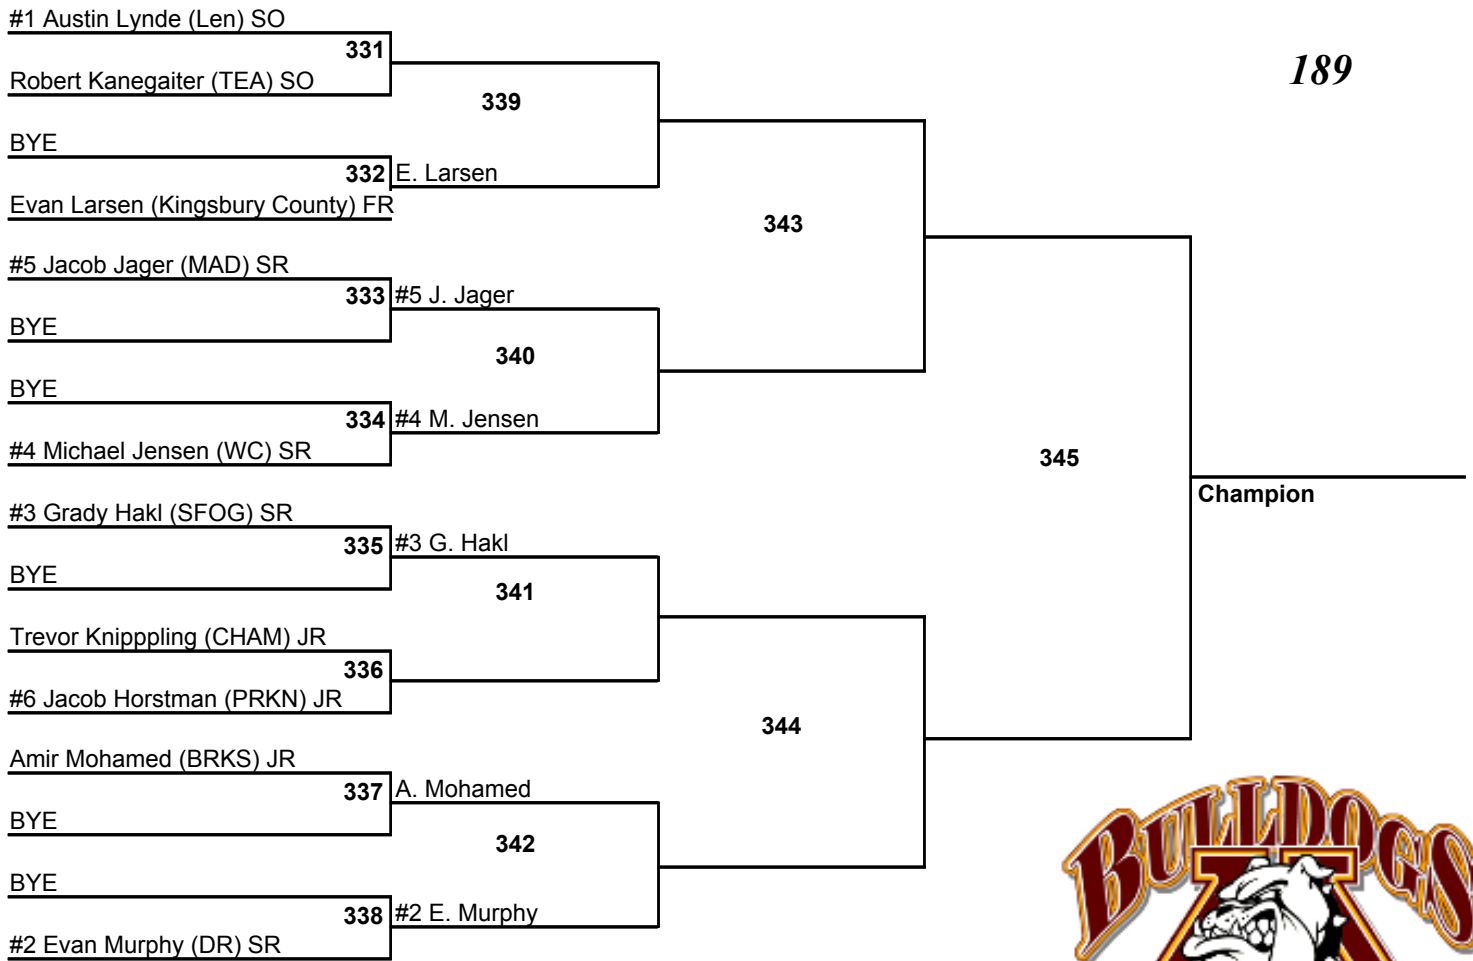 #1 Austin Lynde (Len) SO
331
189
Robert Kanegaiter (TEA) SO
339
BYE
332 E. Larsen
Evan Larsen (Kingsbury County) FR
343
#5 Jacob Jager (MAD) SR
333 #5 J. Jager
BYE
340
BYE
334 #4 M. Jensen
#4 Michael Jensen (WC) SR
345
Champion
#3 Grady Hakl (SFOG) SR
335 #3 G. Hakl
BYE
341
Trevor Knipppling (CHAM) JR
336
#6 Jacob Horstman (PRKN) JR
344
Amir Mohamed (BRKS) JR
337 A. Mohamed
BYE
342
BYE
338 #2 E. Murphy
#2 Evan Murphy (DR) SR
BULLDOGS